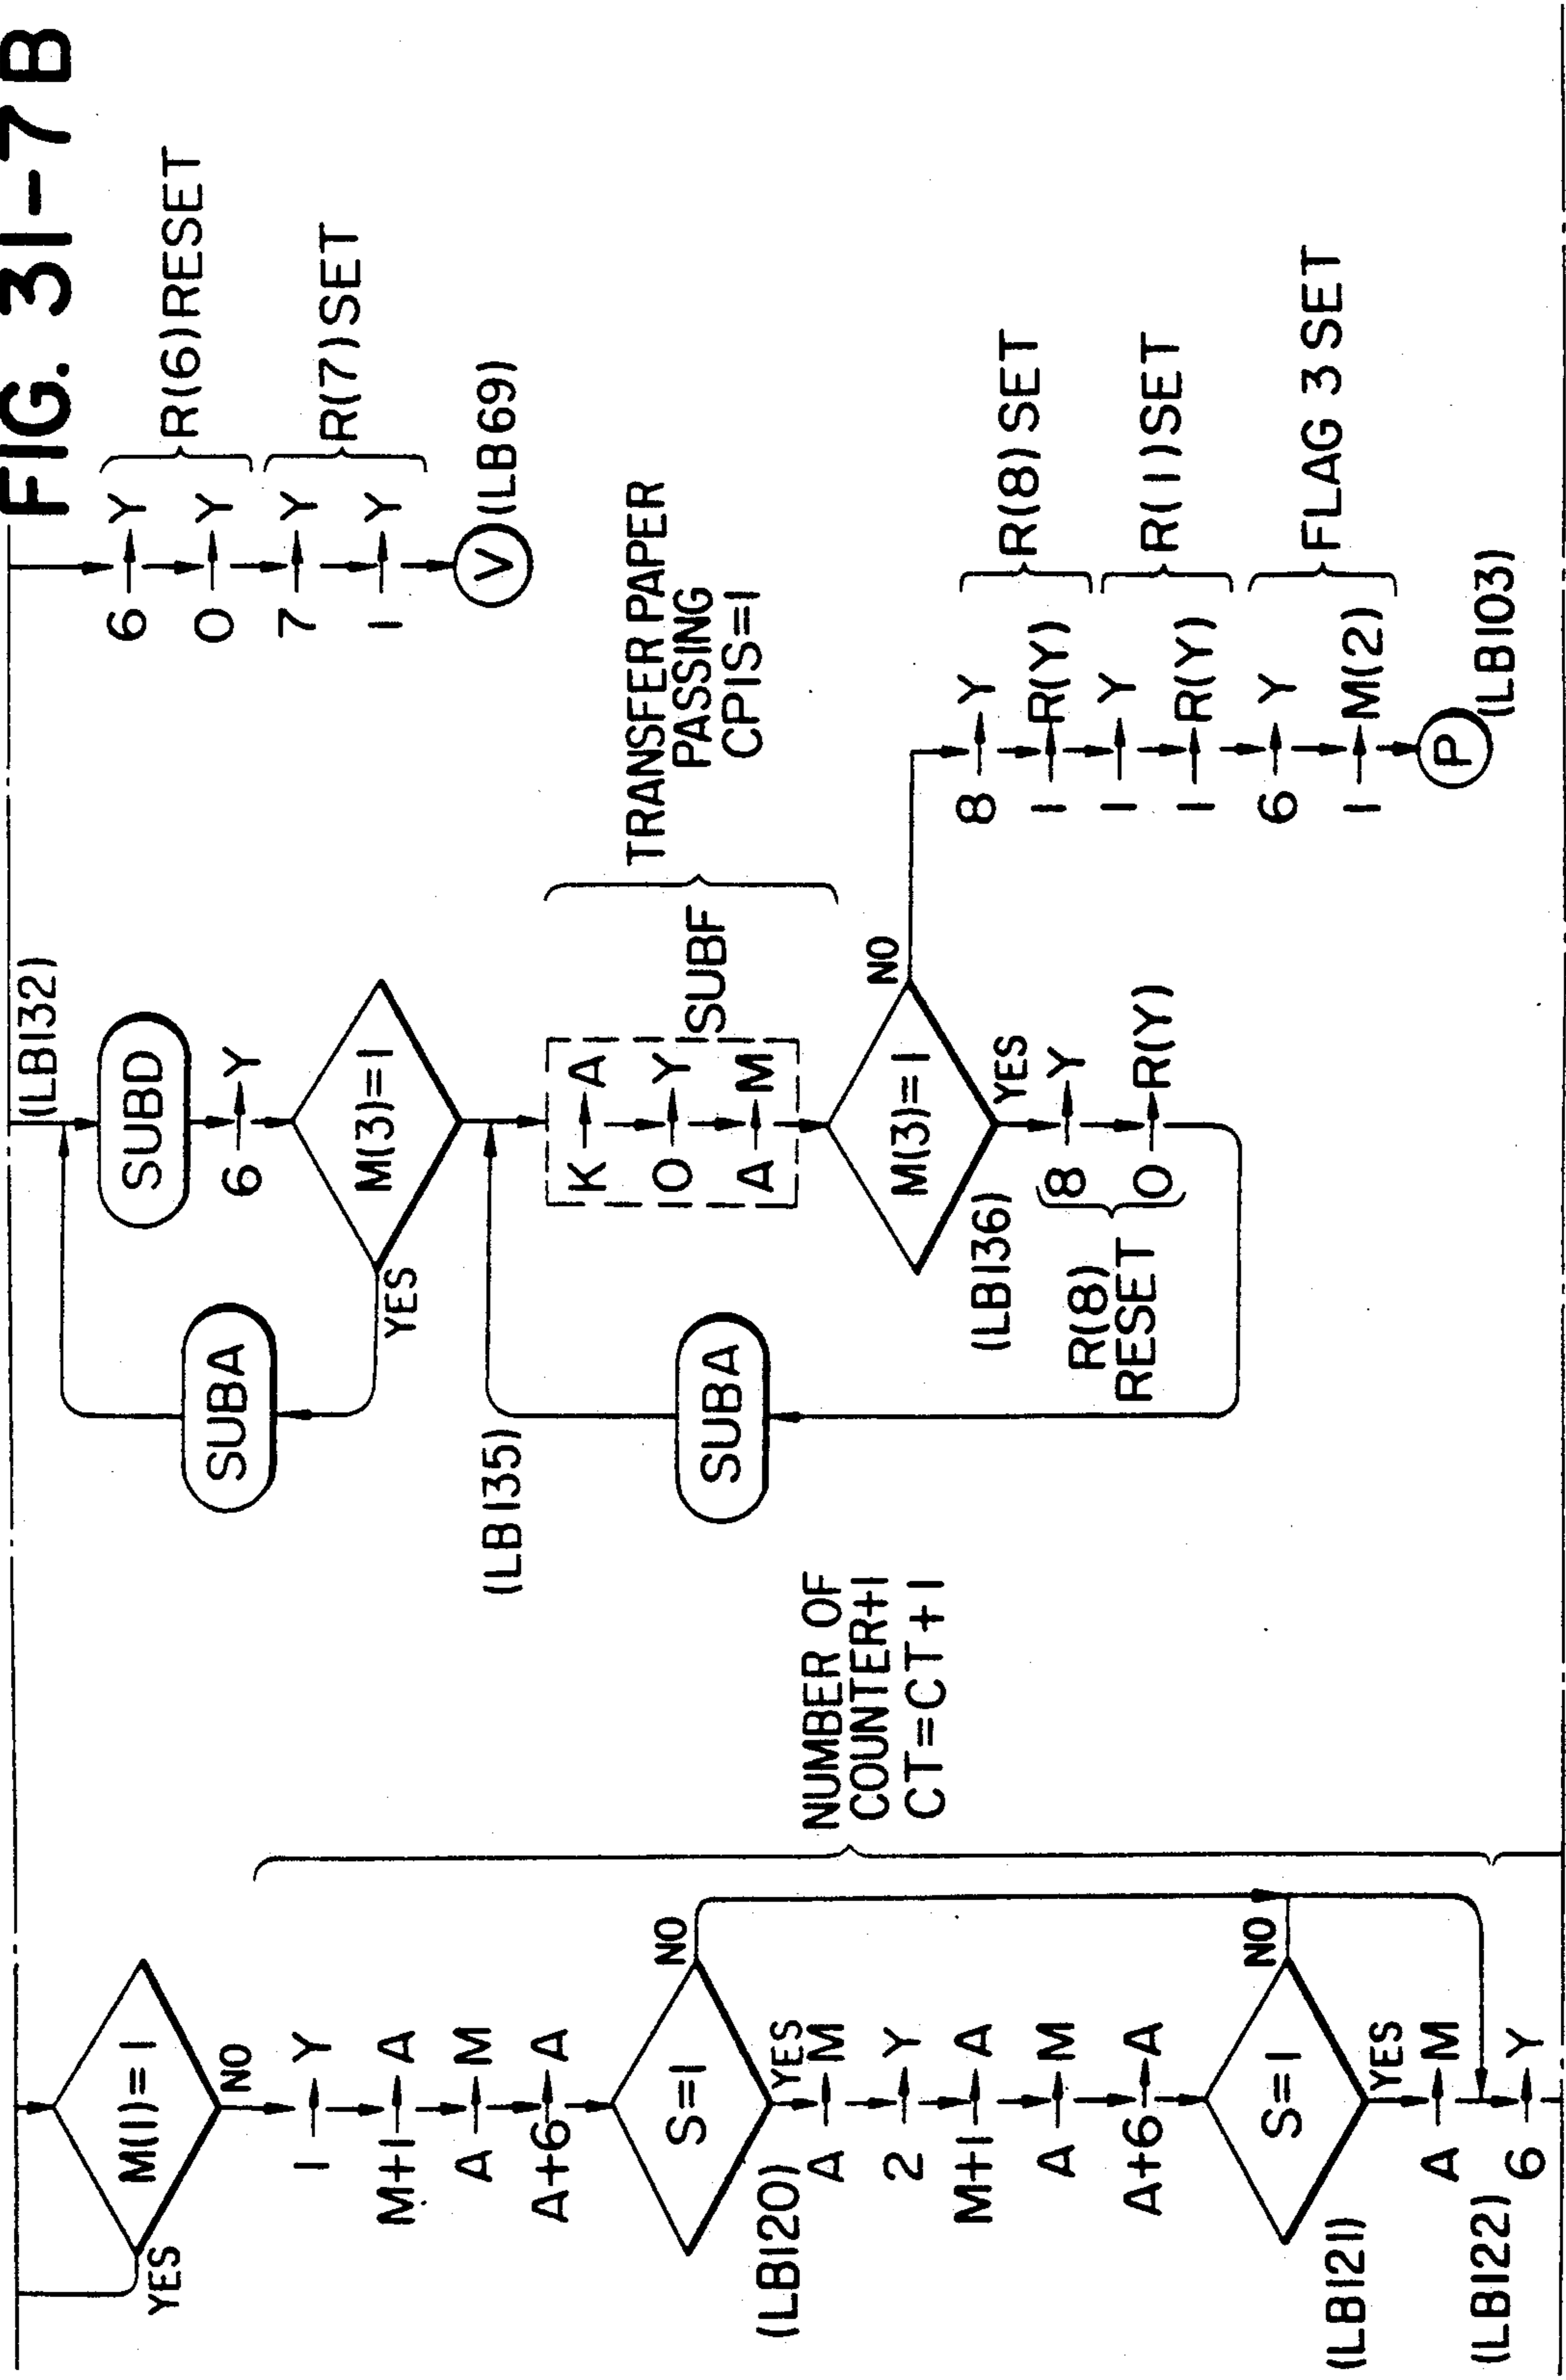 FIG. 31-7B
M(1)=1
YES
NO
1→Y
M+1→A
A→M
A+6→A
S=1
NO
YES
(LB120)
A→M
2→Y
M+1→A
A→M
A+6→A
S=1
NO
YES
(LB121)
A→M
(LB122)
6→Y
NUMBER OF
COUNTER+1
CT=CT+1
(LB132)
SUBD
6→Y
M(3)=1
YES
SUBA
(LB135)
K→A
0→Y
A→M
SUBF
TRANSFER PAPER
PASSING
CPIS=1
M(3)=1
NO
YES
(LB136)
8→Y
0→R(Y)
R(8)
RESET
SUBA
8→Y
1→R(Y)
R(8)SET
1→Y
1→R(Y)
R(1)SET
6→Y
1→M(2)
FLAG 3 SET
P
(LB103)
6→Y
0→Y
R(6)RESET
7→Y
1→Y
R(7)SET
V
(LB69)